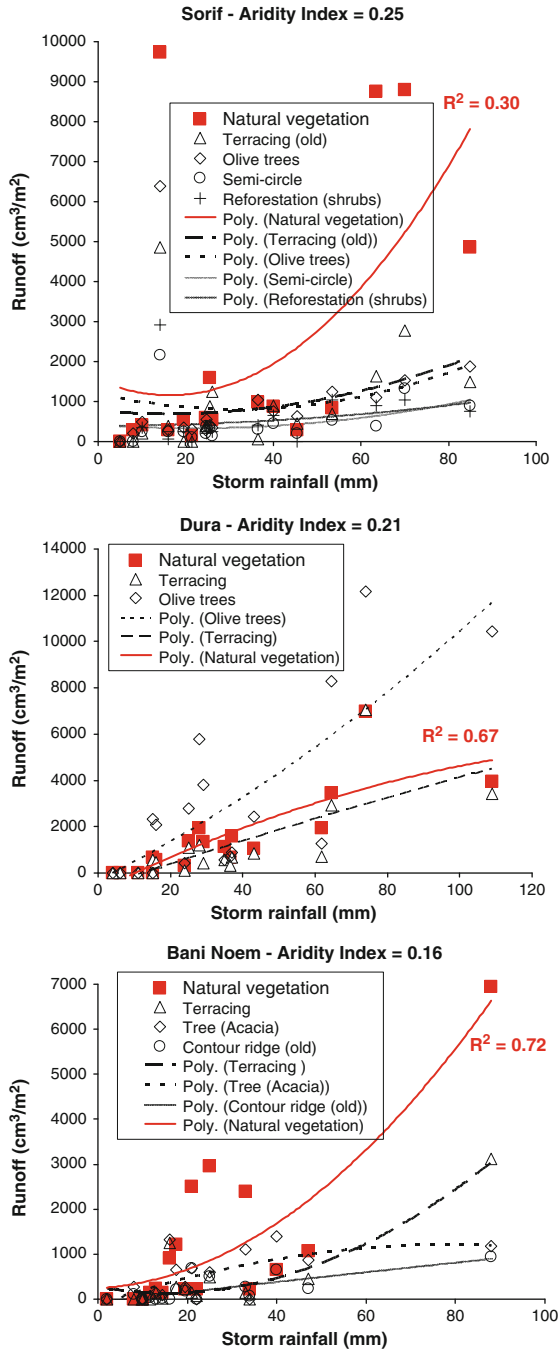 Sorif - Aridity Index = 0.25
10000
9000
8000
7000
6000
5000
4000
3000
2000
1000
0
Runoff (cm³/m²)
R² = 0.30
Natural vegetation
Terracing (old)
Olive trees
Semi-circle
Reforestation (shrubs)
Poly. (Natural vegetation)
Poly. (Terracing (old))
Poly. (Olive trees)
Poly. (Semi-circle)
Poly. (Reforestation (shrubs)
0 20 40 60 80 100
Storm rainfall (mm)
Dura - Aridity Index = 0.21
14000
12000
10000
8000
6000
4000
2000
0
Runoff (cm³/m²)
Natural vegetation
Terracing
Olive trees
Poly. (Olive trees)
Poly. (Terracing)
Poly. (Natural vegetation)
R² = 0.67
0 20 40 60 80 100 120
Storm rainfall (mm)
Bani Noem - Aridity Index = 0.16
7000
6000
5000
4000
3000
2000
1000
0
Runoff (cm³/m²)
Natural vegetation
Terracing
Tree (Acacia)
Contour ridge (old)
Poly. (Terracing )
Poly. (Tree (Acacia))
Poly. (Contour ridge (old))
Poly. (Natural vegetation)
R² = 0.72
0 20 40 60 80 100
Storm rainfall (mm)